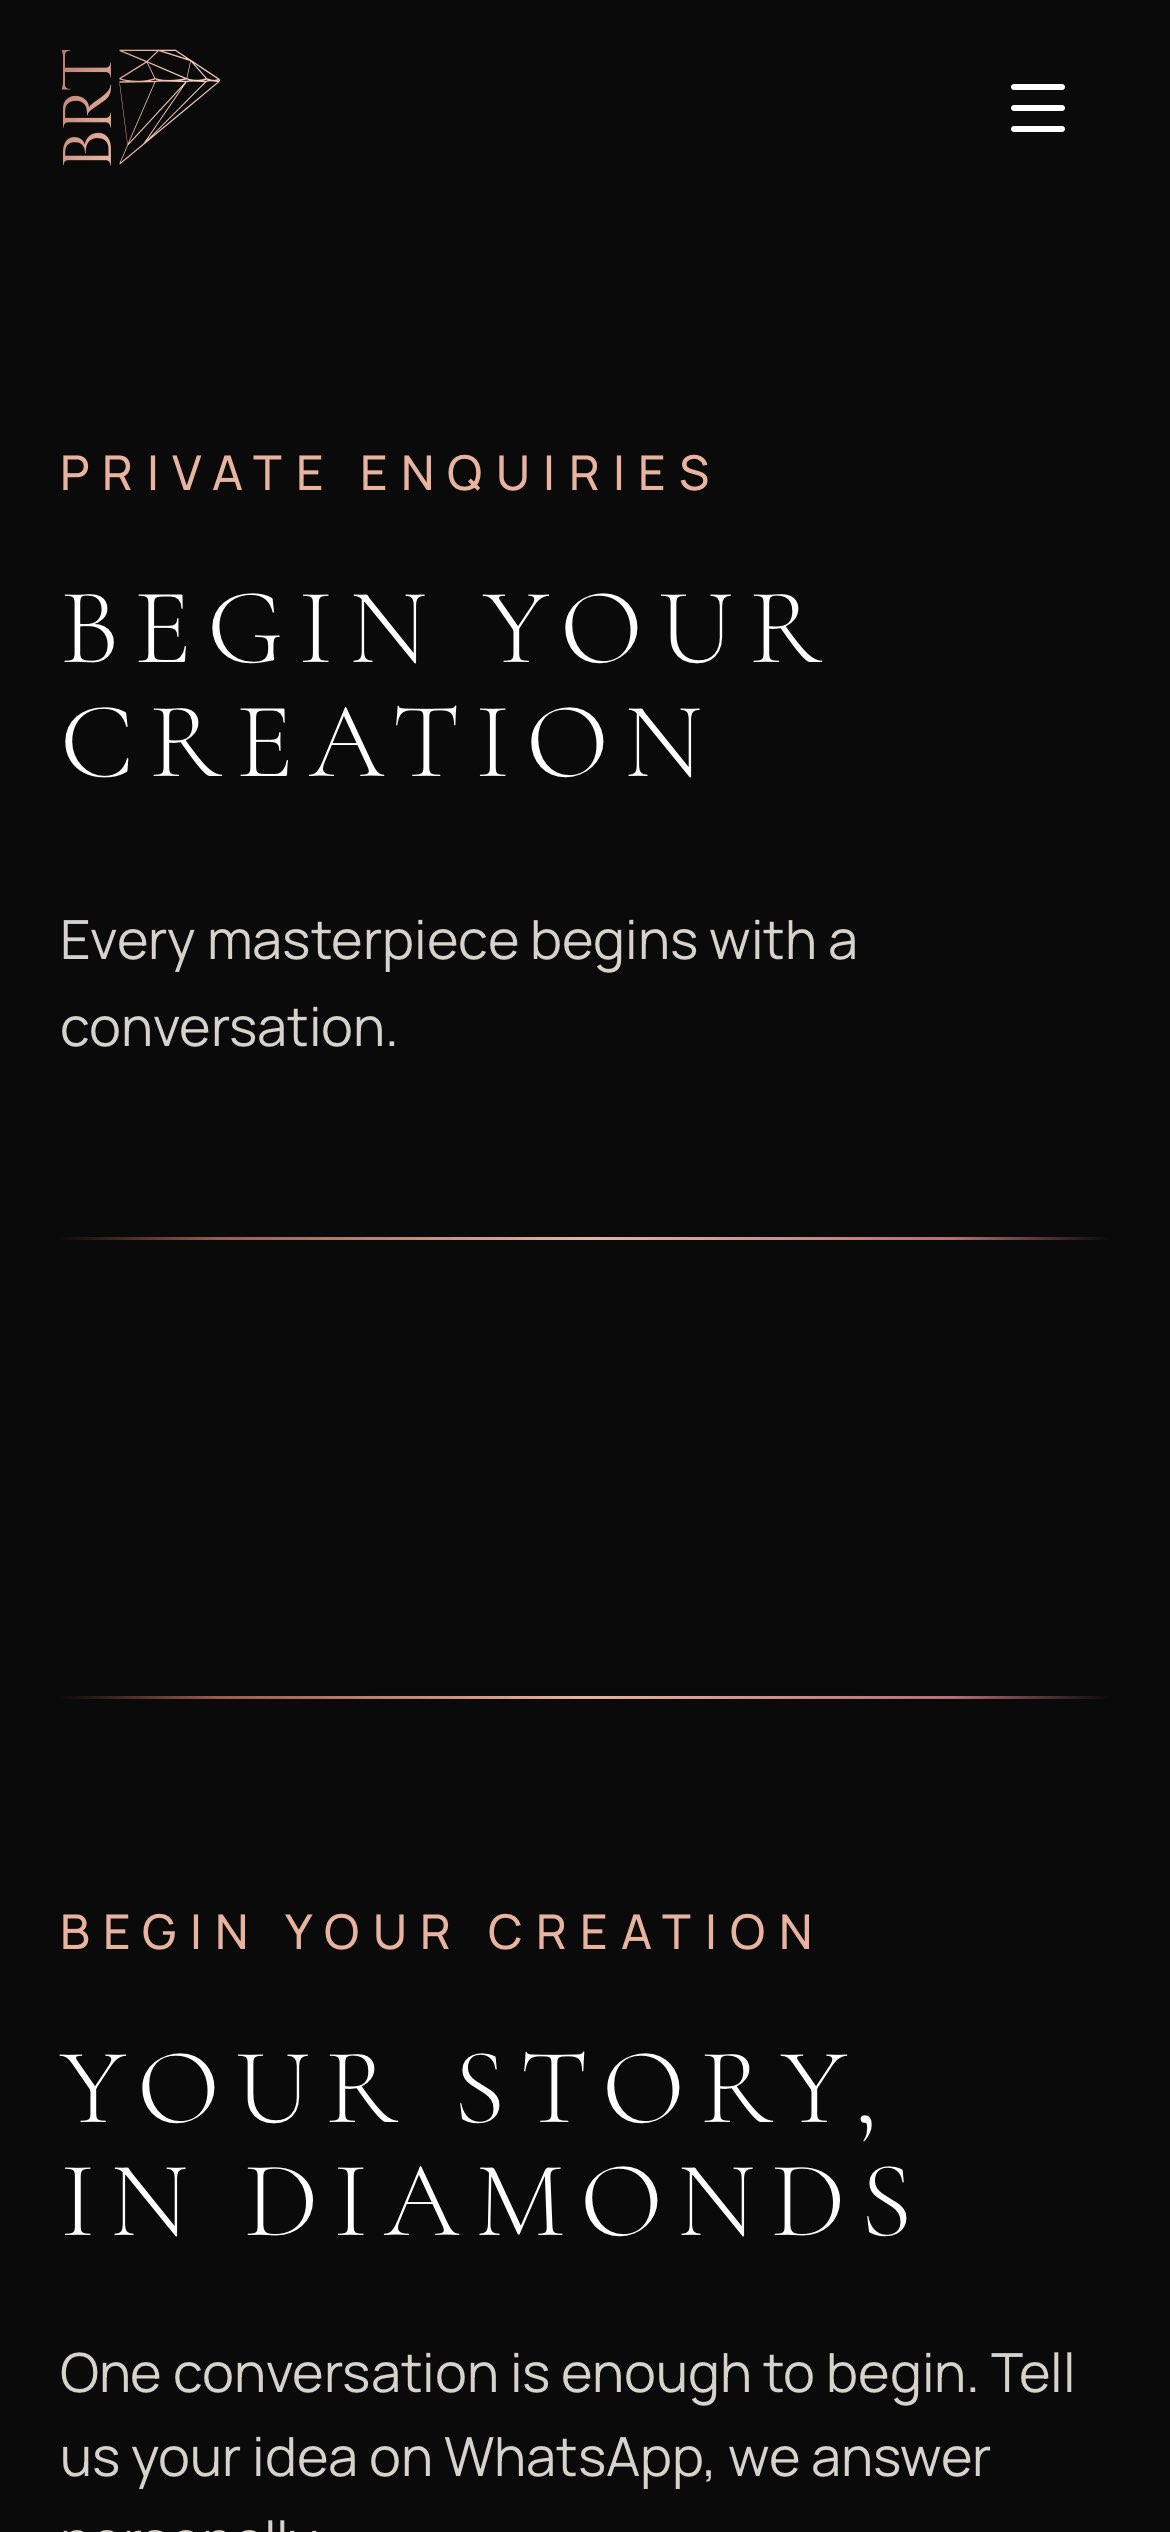 BRT
PRIVATE ENQUIRIES
BEGIN YOUR
CREATION
Every masterpiece begins with a
conversation.
BEGIN YOUR CREATION
YOUR STORY,
IN DIAMONDS
One conversation is enough to begin. Tell
us your idea on WhatsApp, we answer
personally.